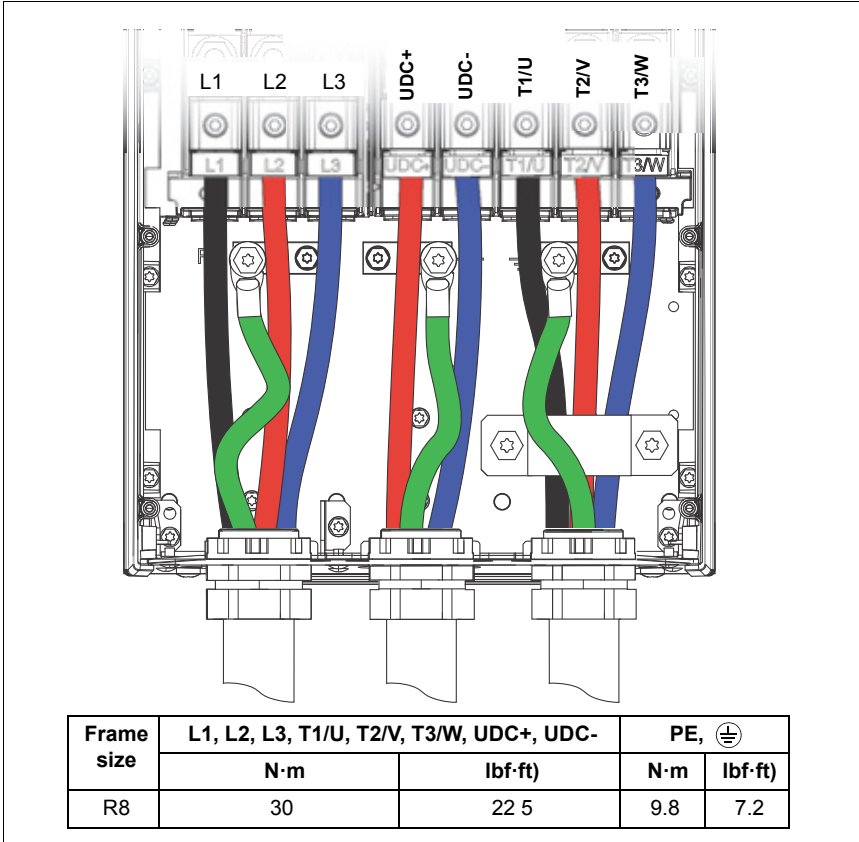 L1 L2 L3 UDC+ UDC- T1/U T2/V T3/W
L1 L2 L3 UDC+ UDC- T1/U T2/V T3/W
Frame size L1, L2, L3, T1/U, T2/V, T3/W, UDC+, UDC- PE,
N·m lbf·ft) N·m lbf·ft)
R8 30 22 5 9.8 7.2